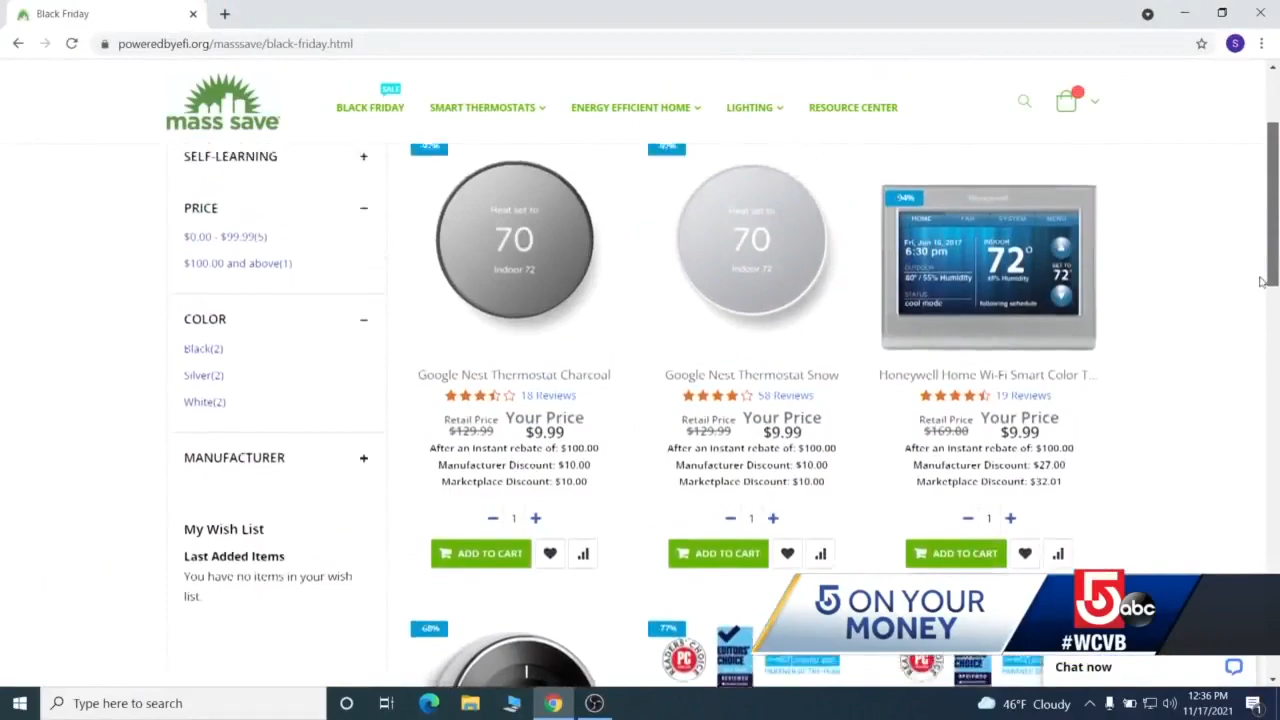 Black Friday
poweredbyefi.org/masssave/black-friday.html
SALE
mass save
BLACK FRIDAY
SMART THERMOSTATS
ENERGY EFFICIENT HOME
LIGHTING
RESOURCE CENTER
SELF-LEARNING
PRICE
$0.00 - $99.99(5)
$100.00 and above(1)
COLOR
Black(2)
Silver(2)
White(2)
MANUFACTURER
My Wish List
Last Added Items
You have no items in your wish
list.
Heat set to
70
Indoor 72
Google Nest Thermostat Charcoal
18 Reviews
Retail Price Your Price
$129.99 $9.99
After an instant rebate of: $100.00
Manufacturer Discount: $10.00
Marketplace Discount: $10.00
1
ADD TO CART
Heat set to
70
Indoor 72
Google Nest Thermostat Snow
58 Reviews
Retail Price Your Price
$129.99 $9.99
After an instant rebate of: $100.00
Manufacturer Discount: $10.00
Marketplace Discount: $10.00
1
ADD TO CART
94%
Honeywell
HOME FAN SYSTEM MENU
Fri, Jun 16, 2017
6:30 pm
OUTDOOR
60° / 55% Humidity
STATUS
cool mode
INDOOR
72°
Humidity
SET TO
72°
following schedule
Honeywell Home Wi-Fi Smart Color T...
19 Reviews
Retail Price Your Price
$169.00 $9.99
After an instant rebate of: $100.00
Manufacturer Discount: $27.00
Marketplace Discount: $32.01
1
ADD TO CART
-68%
-77%
PC
EDITORS'
CHOICE
CHOICE
5 ON YOUR
MONEY
5 abc
#WCVB
Chat now
Type here to search
46°F Cloudy
12:36 PM
11/17/2021
1
S